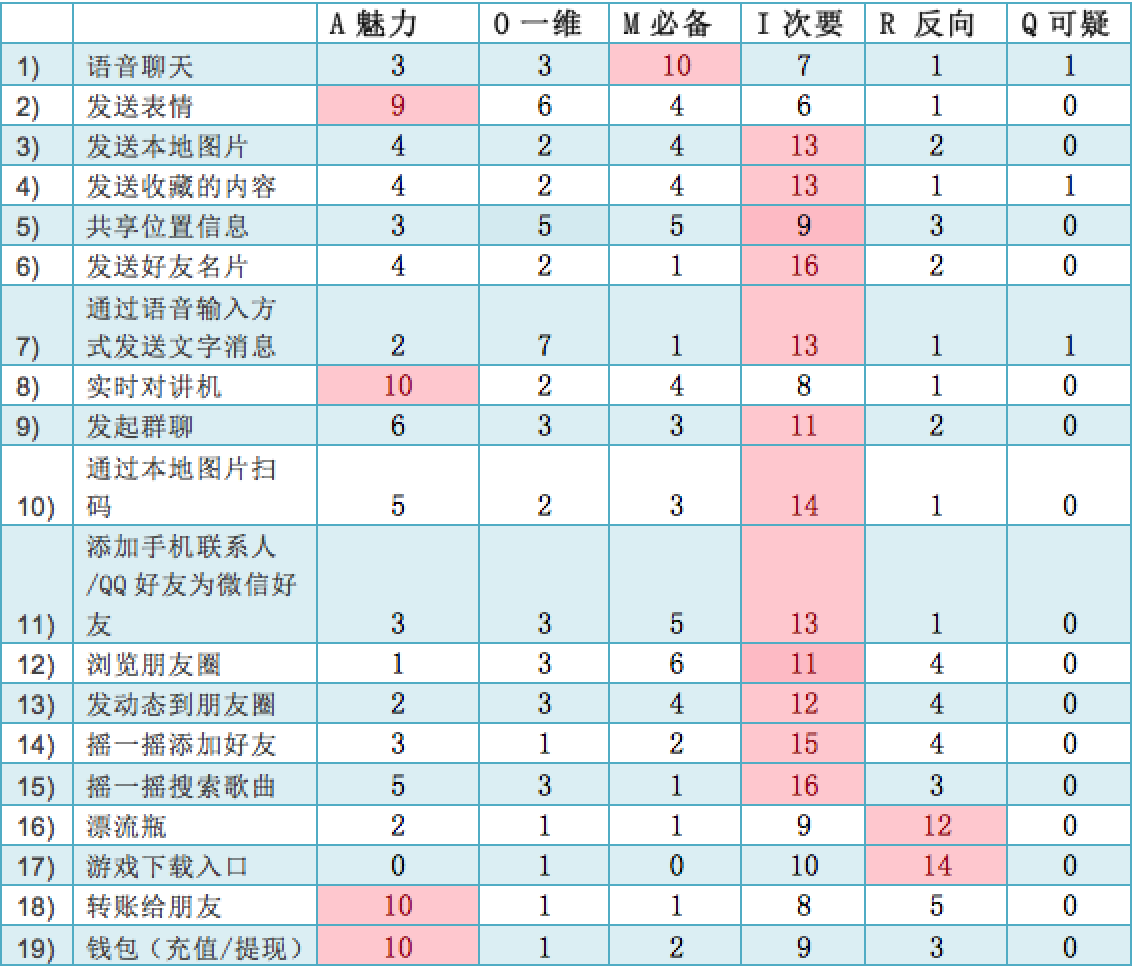 A 魅力 O 一维 M 必备 I 次要 R 反向 Q 可疑
1) 语音聊天 3 3 10 7 1 1
2) 发送表情 9 6 4 6 1 0
3) 发送本地图片 4 2 4 13 2 0
4) 发送收藏的内容 4 2 4 13 1 1
5) 共享位置信息 3 5 5 9 3 0
6) 发送好友名片 4 2 1 16 2 0
通过语音输入方
7) 式发送文字消息 2 7 1 13 1 1
8) 实时对讲机 10 2 4 8 1 0
9) 发起群聊 6 3 3 11 2 0
通过本地图片扫
10) 码 5 2 3 14 1 0
添加手机联系人
/QQ 好友为微信好
11) 友 3 3 5 13 1 0
12) 浏览朋友圈 1 3 6 11 4 0
13) 发动态到朋友圈 2 3 4 12 4 0
14) 摇一摇添加好友 3 1 2 15 4 0
15) 摇一摇搜索歌曲 5 3 1 16 3 0
16) 漂流瓶 2 1 1 9 12 0
17) 游戏下载入口 0 1 0 10 14 0
18) 转账给朋友 10 1 1 8 5 0
19) 钱包（充值/提现） 10 1 2 9 3 0